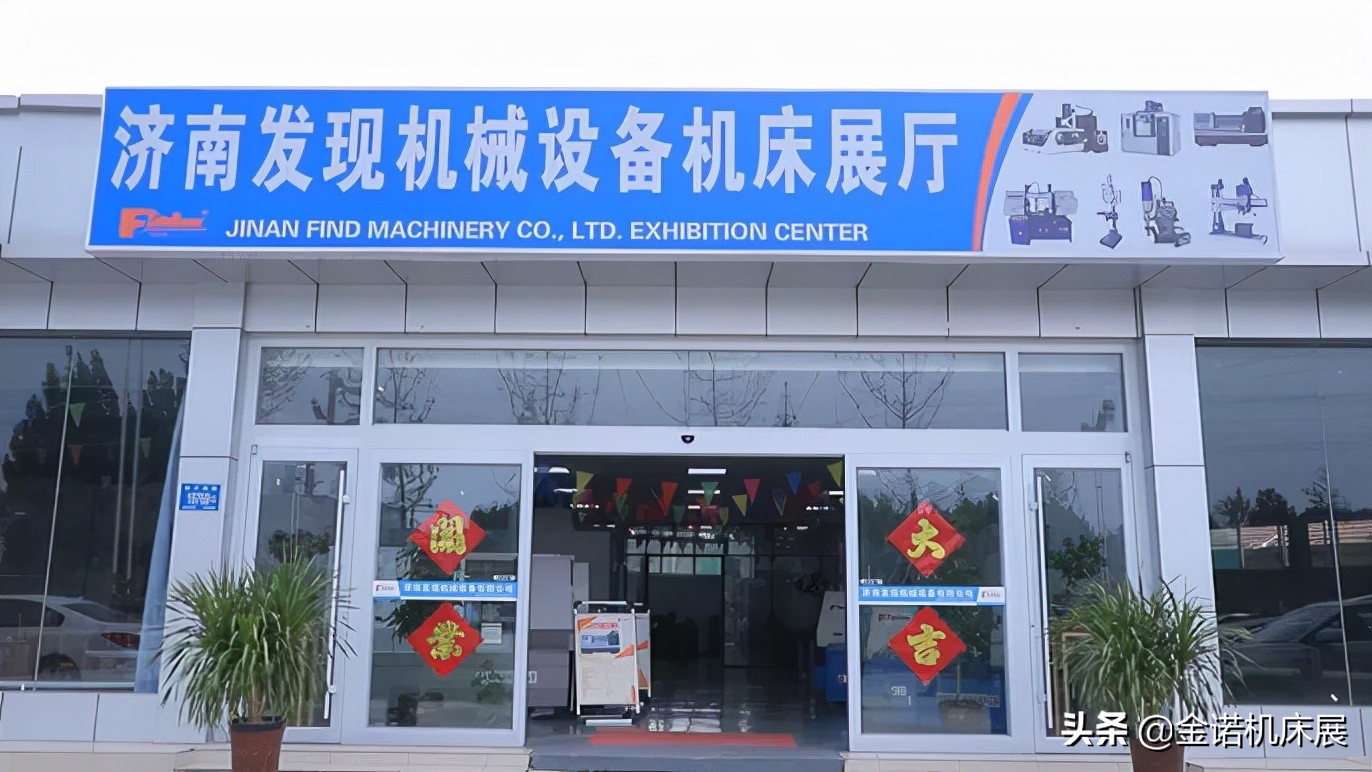 济南发现机械设备机床展厅
JINAN FIND MACHINERY CO., LTD. EXHIBITION CENTER
大
吉
头条 @金诺机床展